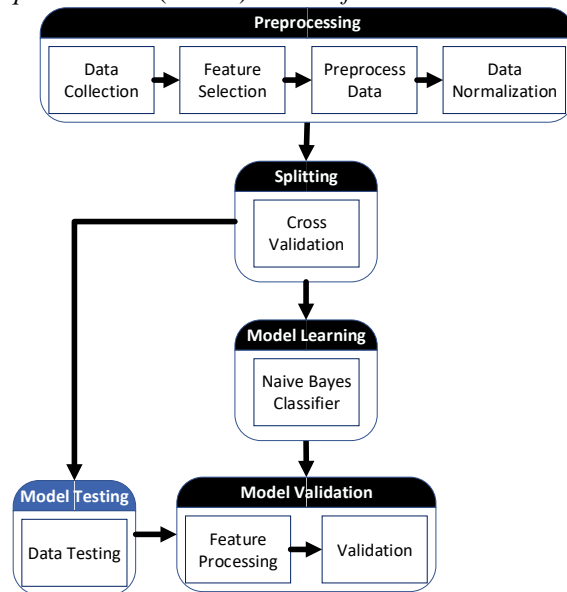 Preprocessing
Data
Collection
Feature
Selection
Preprocess
Data
Data
Normalization
Splitting
Cross
Validation
Model Learning
Naive Bayes
Classifier
Model Testing
Data Testing
Model Validation
Feature
Processing
Validation